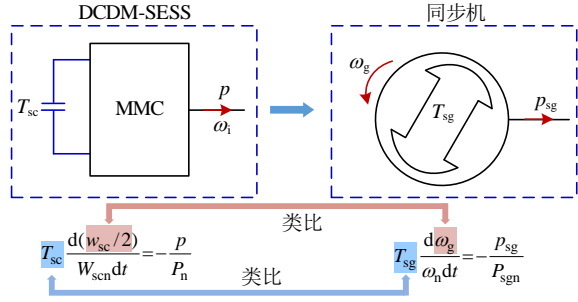 DCDM-SESS 同步机
T_sc MMC p ω_i ω_g T_sg p_sg
类比
T_sc d(w_sc/2)/(W_scn dt) = −p/P_n T_sg dω_g/(ω_n dt) = −p_sg/P_sgn
类比